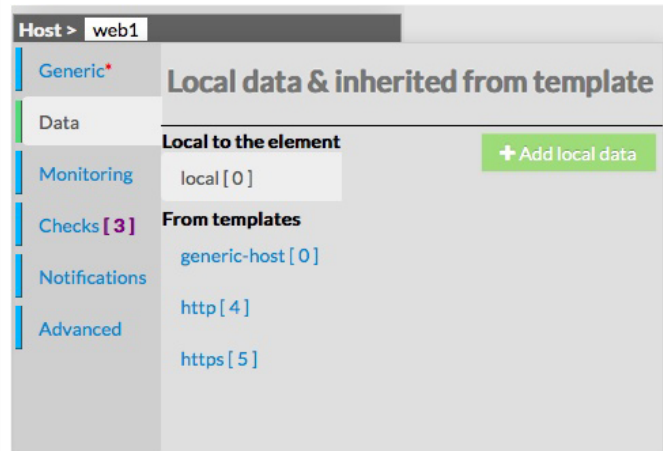 Host > web1
Generic*
Data
Monitoring
Checks [ 3 ]
Notifications
Advanced
Local data & inherited from template
Local to the element
+ Add local data
local [ 0 ]
From templates
generic-host [ 0 ]
http [ 4 ]
https [ 5 ]